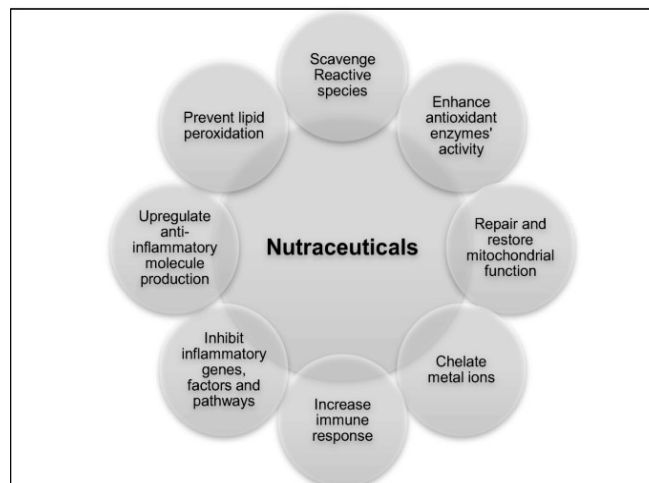 Scavenge
Reactive
species
Enhance
antioxidant
enzymes'
activity
Repair and
restore
mitochondrial
function
Chelate
metal ions
Increase
immune
response
Inhibit
inflammatory
genes,
factors and
pathways
Upregulate
anti-
inflammatory
molecule
production
Prevent lipid
peroxidation
Nutraceuticals